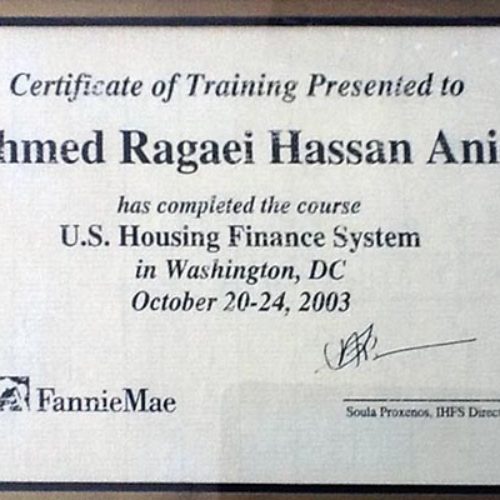 Certificate of Training Presented to
hmed Ragaei Hassan Ani
has completed the course
U.S. Housing Finance System
in Washington, DC
October 20-24, 2003
FannieMae
Soula Proxenos, IHFS Direct